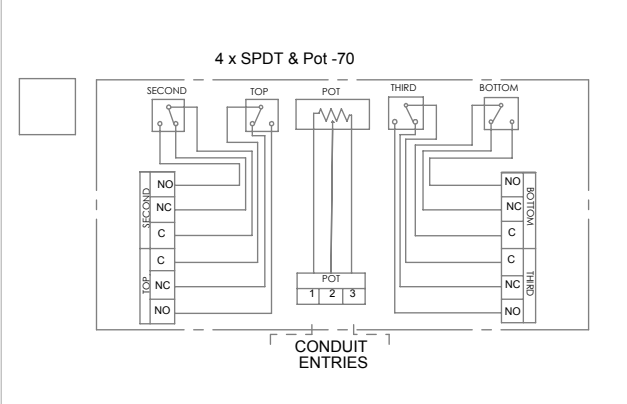 4 x SPDT & Pot -70
SECOND
TOP
POT
THIRD
BOTTOM
SECOND
NO
NC
C
TOP
C
NC
NO
POT
1 2 3
NO
NC
C
BOTTOM
C
NC
NO
THIRD
CONDUIT
ENTRIES